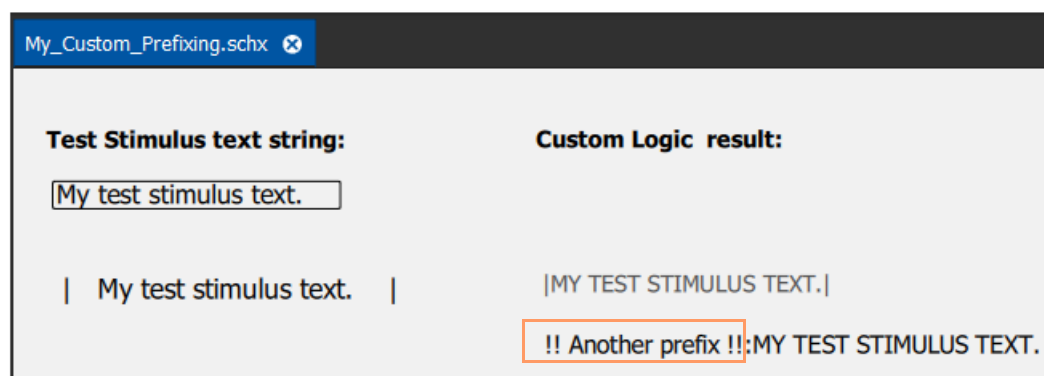 My_Custom_Prefixing.schx
Test Stimulus text string:
Custom Logic result:
My test stimulus text.
| My test stimulus text. |
|MY TEST STIMULUS TEXT.|
!! Another prefix !!:MY TEST STIMULUS TEXT.